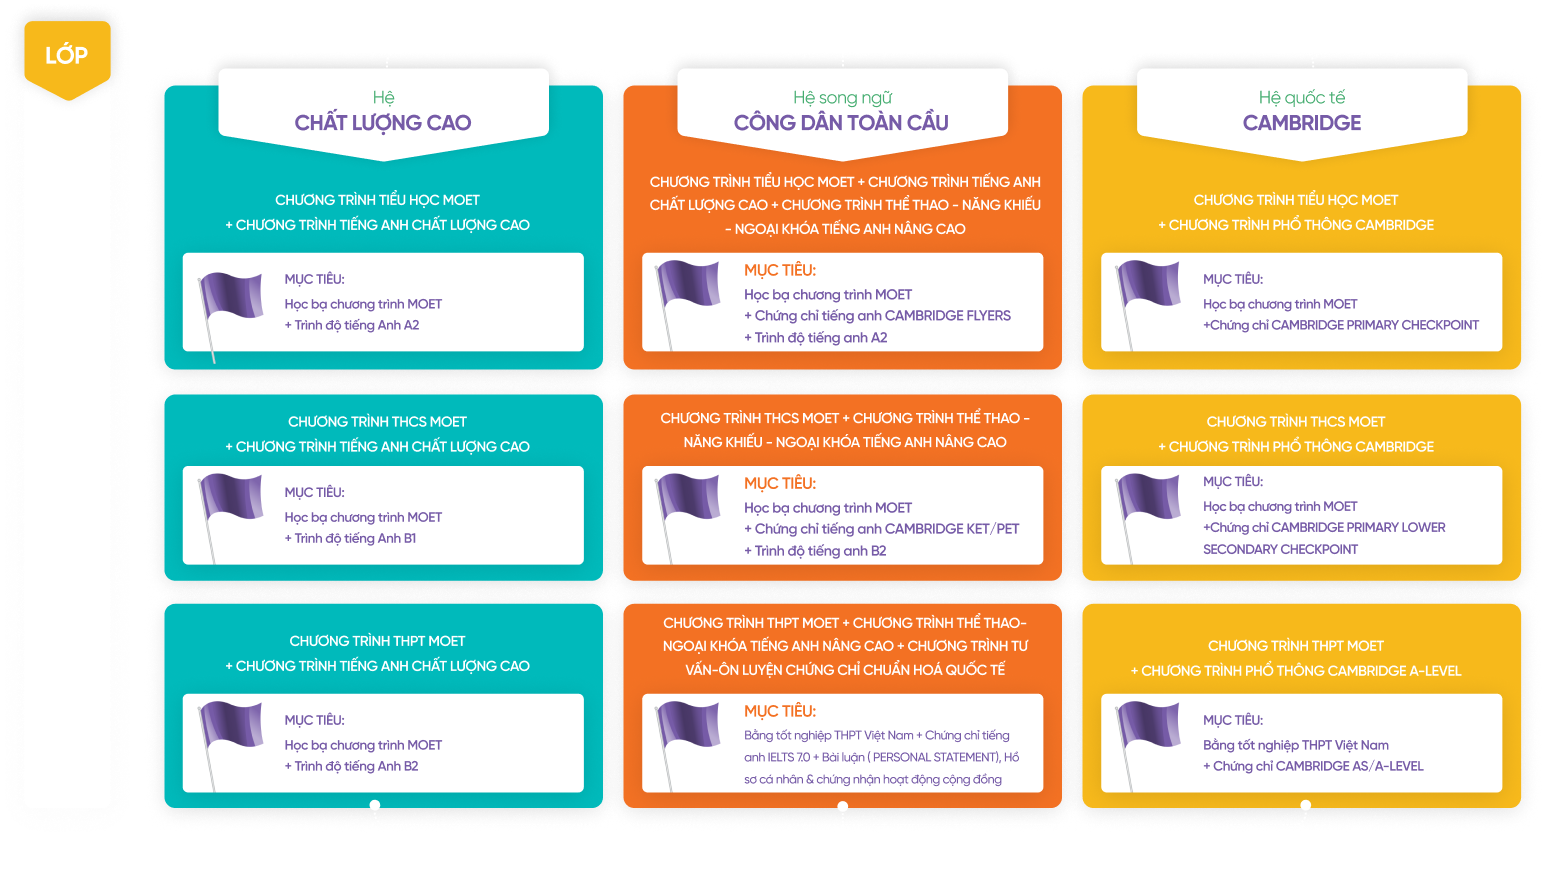 LỚP
Hệ
CHẤT LƯỢNG CAO
CHƯƠNG TRÌNH TIỂU HỌC MOET
+ CHƯƠNG TRÌNH TIẾNG ANH CHẤT LƯỢNG CAO
MỤC TIÊU:
Học bạ chương trình MOET
+ Trình độ tiếng Anh A2
CHƯƠNG TRÌNH THCS MOET
+ CHƯƠNG TRÌNH TIẾNG ANH CHẤT LƯỢNG CAO
MỤC TIÊU:
Học bạ chương trình MOET
+ Trình độ tiếng Anh B1
CHƯƠNG TRÌNH THPT MOET
+ CHƯƠNG TRÌNH TIẾNG ANH CHẤT LƯỢNG CAO
MỤC TIÊU:
Học bạ chương trình MOET
+ Trình độ tiếng Anh B2
Hệ song ngữ
CÔNG DÂN TOÀN CẦU
CHƯƠNG TRÌNH TIỂU HỌC MOET + CHƯƠNG TRÌNH TIẾNG ANH
CHẤT LƯỢNG CAO + CHƯƠNG TRÌNH THỂ THAO - NĂNG KHIẾU
- NGOẠI KHÓA TIẾNG ANH NÂNG CAO
MỤC TIÊU:
Học bạ chương trình MOET
+ Chứng chỉ tiếng anh CAMBRIDGE FLYERS
+ Trình độ tiếng anh A2
CHƯƠNG TRÌNH THCS MOET + CHƯƠNG TRÌNH THỂ THAO -
NĂNG KHIẾU - NGOẠI KHÓA TIẾNG ANH NÂNG CAO
MỤC TIÊU:
Học bạ chương trình MOET
+ Chứng chỉ tiếng anh CAMBRIDGE KET/PET
+ Trình độ tiếng anh B2
CHƯƠNG TRÌNH THPT MOET + CHƯƠNG TRÌNH THỂ THAO-
NGOẠI KHÓA TIẾNG ANH NÂNG CAO + CHƯƠNG TRÌNH TƯ
VẤN-ÔN LUYỆN CHỨNG CHỈ CHUẨN HOÁ QUỐC TẾ
MỤC TIÊU:
Bằng tốt nghiệp THPT Việt Nam + Chứng chỉ tiếng
anh IELTS 7.0 + Bài luận ( PERSONAL STATEMENT), Hồ
sơ cá nhân & chứng nhận hoạt động cộng đồng
Hệ quốc tế
CAMBRIDGE
CHƯƠNG TRÌNH TIỂU HỌC MOET
+ CHƯƠNG TRÌNH PHỔ THÔNG CAMBRIDGE
MỤC TIÊU:
Học bạ chương trình MOET
+Chứng chỉ CAMBRIDGE PRIMARY CHECKPOINT
CHƯƠNG TRÌNH THCS MOET
+ CHƯƠNG TRÌNH PHỔ THÔNG CAMBRIDGE
MỤC TIÊU:
Học bạ chương trình MOET
+Chứng chỉ CAMBRIDGE PRIMARY LOWER
SECONDARY CHECKPOINT
CHƯƠNG TRÌNH THPT MOET
+ CHƯƠNG TRÌNH PHỔ THÔNG CAMBRIDGE A-LEVEL
MỤC TIÊU:
Bằng tốt nghiệp THPT Việt Nam
+ Chứng chỉ CAMBRIDGE AS/A-LEVEL